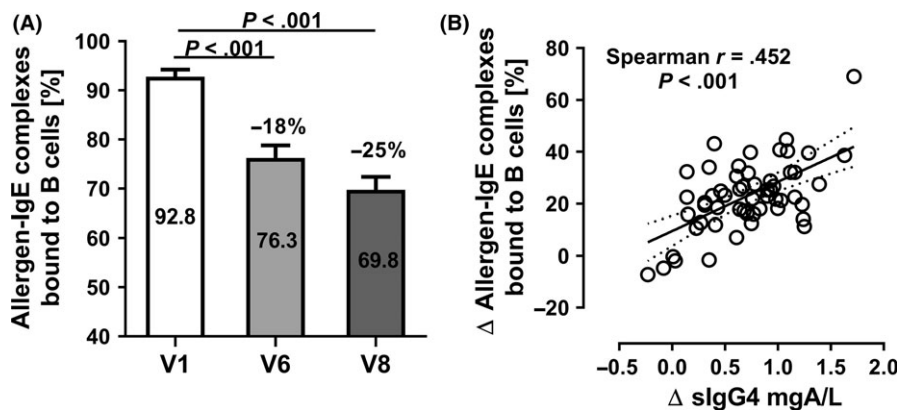 (A)
P < .001
P < .001
Allergen-IgE complexes
bound to B cells [%]
100
90
80
70
60
50
40
92.8
–18%
76.3
–25%
69.8
V1 V6 V8
(B)
Spearman r = .452
P < .001
Δ Allergen-IgE complexes
bound to B cells [%]
80
60
40
20
0
–20
–0.5 0.0 0.5 1.0 1.5 2.0
Δ sIgG4 mgA/L